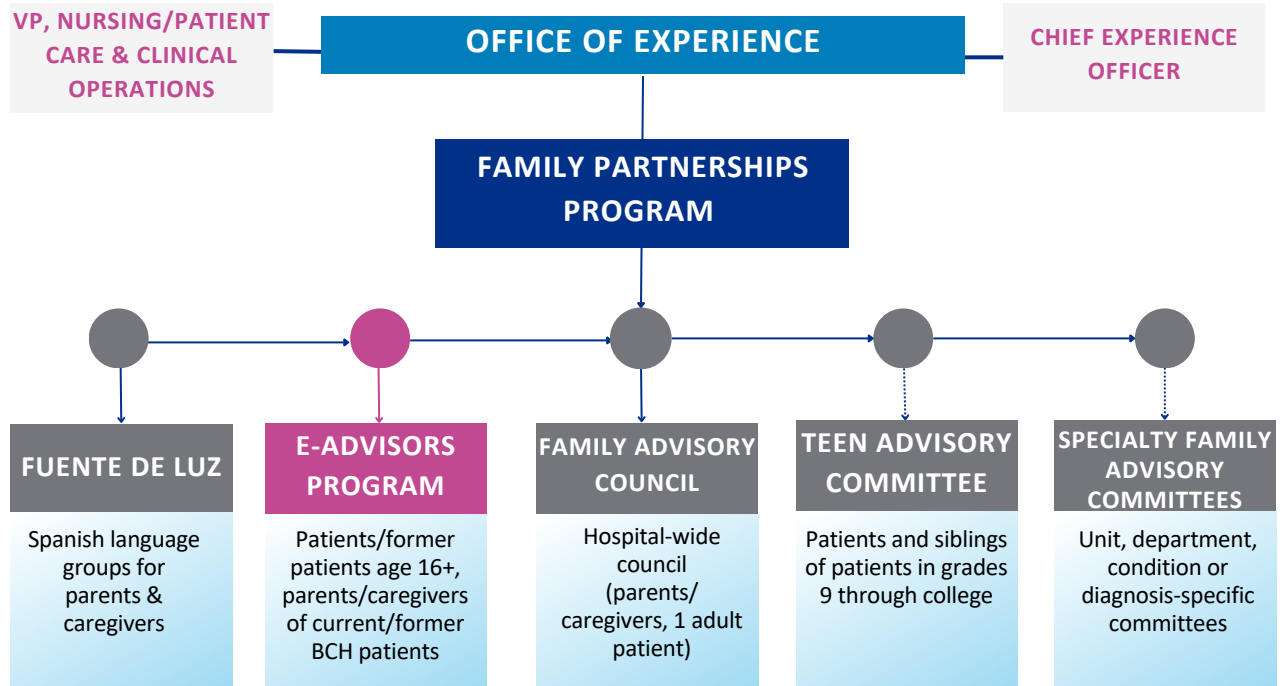 VP, NURSING/PATIENT
CARE & CLINICAL
OPERATIONS
OFFICE OF EXPERIENCE
CHIEF EXPERIENCE
OFFICER
FAMILY PARTNERSHIPS
PROGRAM
FUENTE DE LUZ
Spanish language
groups for
parents &
caregivers
E-ADVISORS
PROGRAM
Patients/former
patients age 16+,
parents/caregivers
of current/former
BCH patients
FAMILY ADVISORY
COUNCIL
Hospital-wide
council
(parents/
caregivers, 1 adult
patient)
TEEN ADVISORY
COMMITTEE
Patients and siblings
of patients in grades
9 through college
SPECIALTY FAMILY
ADVISORY
COMMITTEES
Unit, department,
condition or
diagnosis-specific
committees